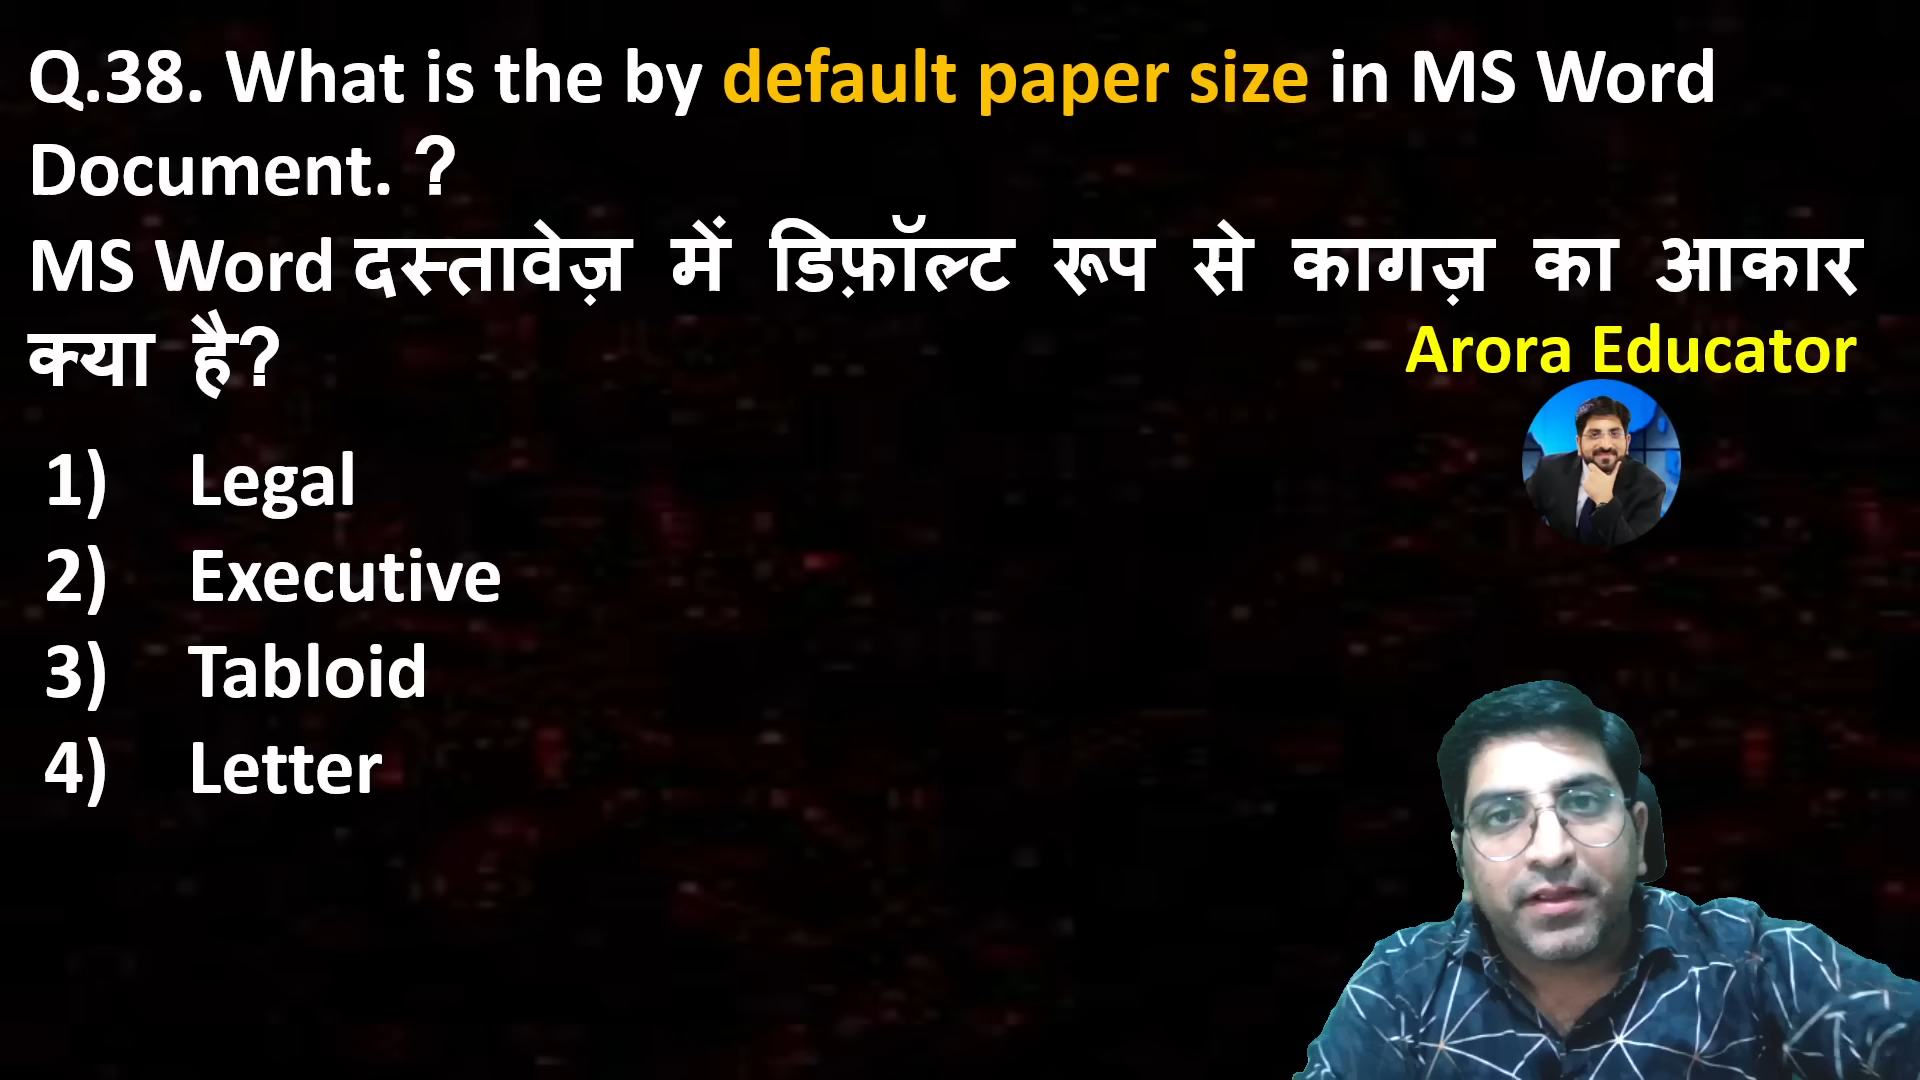 Q.38. What is the by default paper size in MS Word
Document. ?
MS Word दस्तावेज़ में डिफ़ॉल्ट रूप से कागज़ का आकार
क्या है?
Arora Educator
1) Legal
2) Executive
3) Tabloid
4) Letter